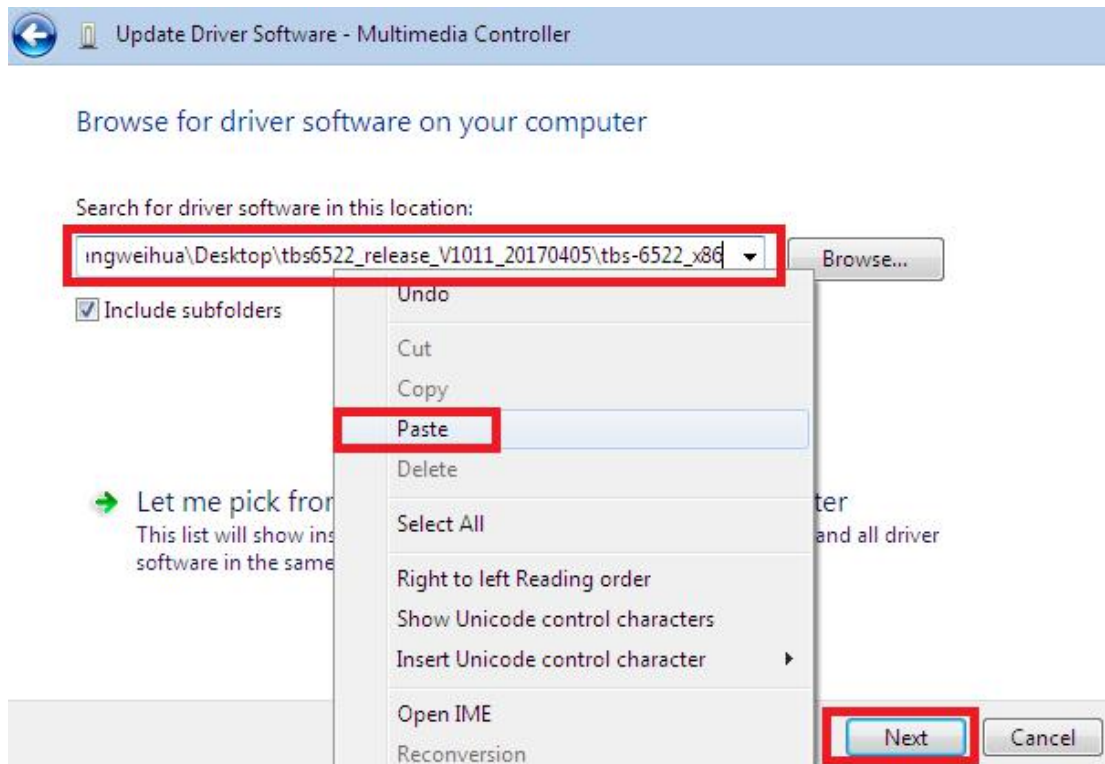 Update Driver Software - Multimedia Controller
Browse for driver software on your computer
Search for driver software in this location:
ngweihua\Desktop\tbs6522_release_V1011_20170405\tbs-6522_x86
Browse...
Include subfolders
Undo
Cut
Copy
Paste
Delete
Select All
Right to left Reading order
Show Unicode control characters
Insert Unicode control character
Open IME
Reconversion
Let me pick from
ter
This list will show ins
and all driver
software in the same
Next
Cancel